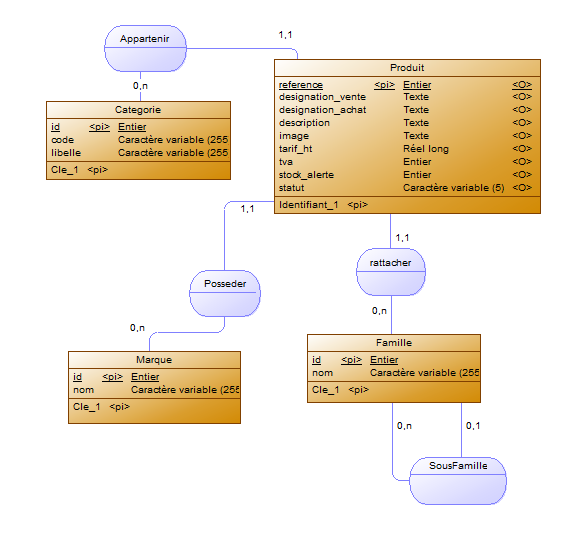 Appartenir
1,1
0,n
Produit
reference <pi> Entier <O>
designation_vente Texte <O>
designation_achat Texte <O>
description Texte <O>
image Texte <O>
tarif_ht Réel long <O>
tva Entier <O>
stock_alerte Entier <O>
statut Caractère variable (5) <O>
Identifiant_1 <pi>
Categorie
id <pi> Entier
code Caractère variable (255
libelle Caractère variable (255
Cle_1 <pi>
1,1
1,1
Posseder
rattacher
0,n
0,n
Marque
id <pi> Entier
nom Caractère variable (255
Cle_1 <pi>
Famille
id <pi> Entier
nom Caractère variable (255
Cle_1 <pi>
0,n
0,1
SousFamille